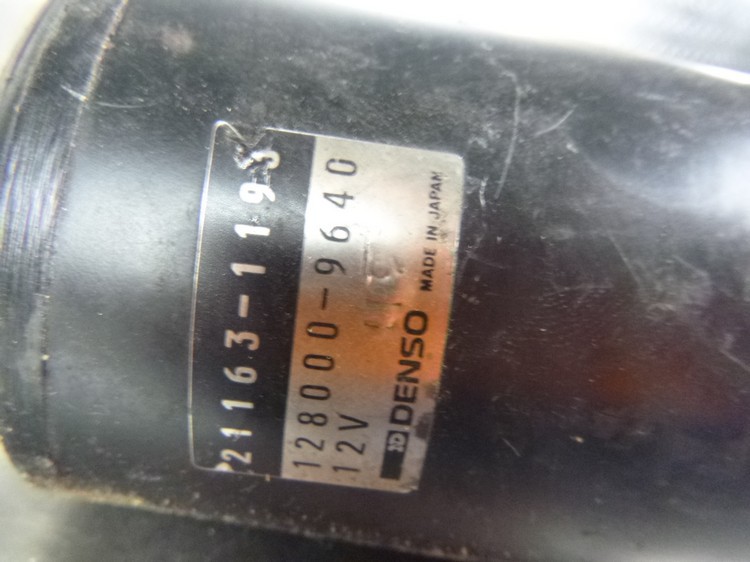 21163-1193
128000-9640
12V
DENSO MADE IN JAPAN